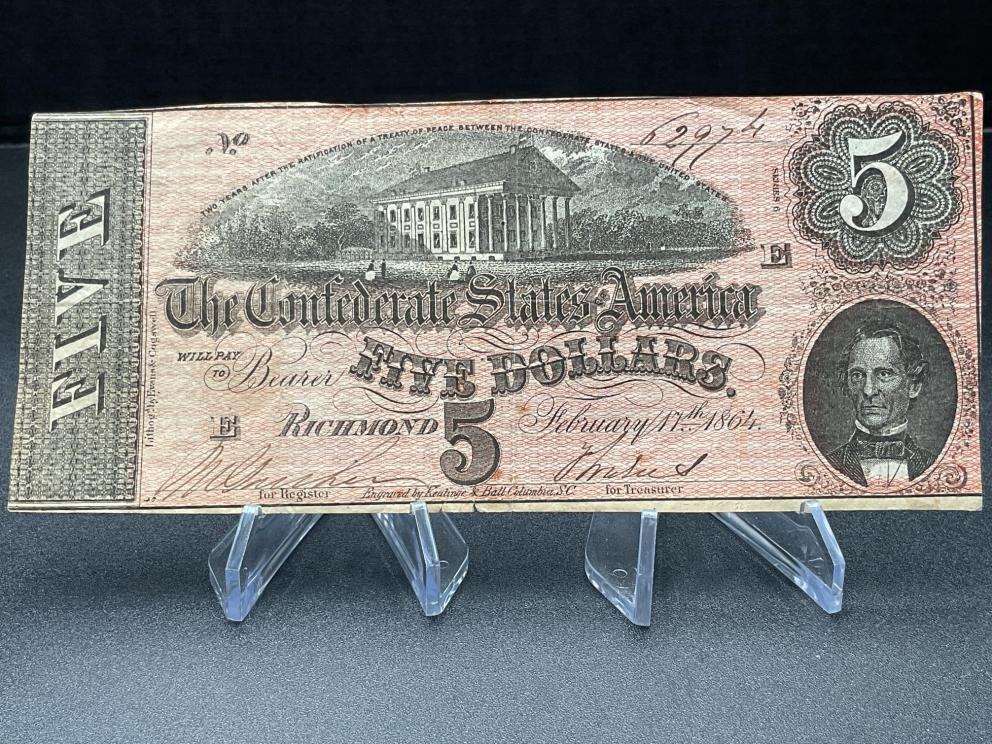 FIVE
No
62974
TWO YEARS AFTER THE RATIFICATION OF A TREATY OF PEACE BETWEEN THE CONFEDERATE STATES & THE UNITED STATES
5
SERIES 6
E
The Confederate States of America
WILL PAY TO Bearer
FIVE DOLLARS.
E
RICHMOND 5 February 17th 1864.
for Register
Engraved by Keatinge & Ball Columbia, S.C.
for Treasurer